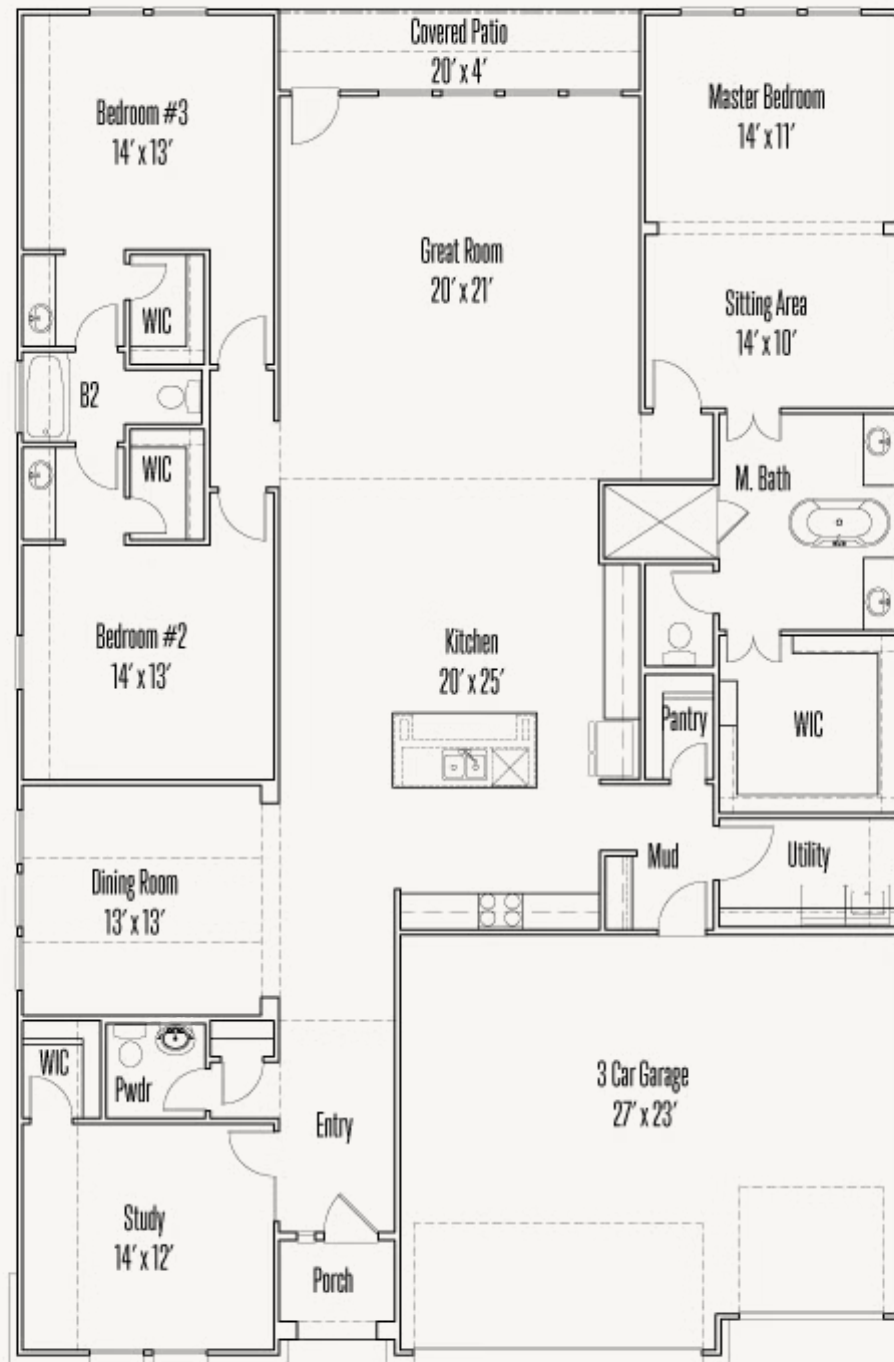 Covered Patio
20' x 4'
Bedroom #3
14' x 13'
Master Bedroom
14' x 11'
Great Room
20' x 21'
Sitting Area
14' x 10'
WIC
B2
WIC
M. Bath
Bedroom #2
14' x 13'
Kitchen
20' x 25'
Pantry
WIC
Dining Room
13' x 13'
Mud
Utility
WIC
Pwdr
Entry
3 Car Garage
27' x 23'
Study
14' x 12'
Porch